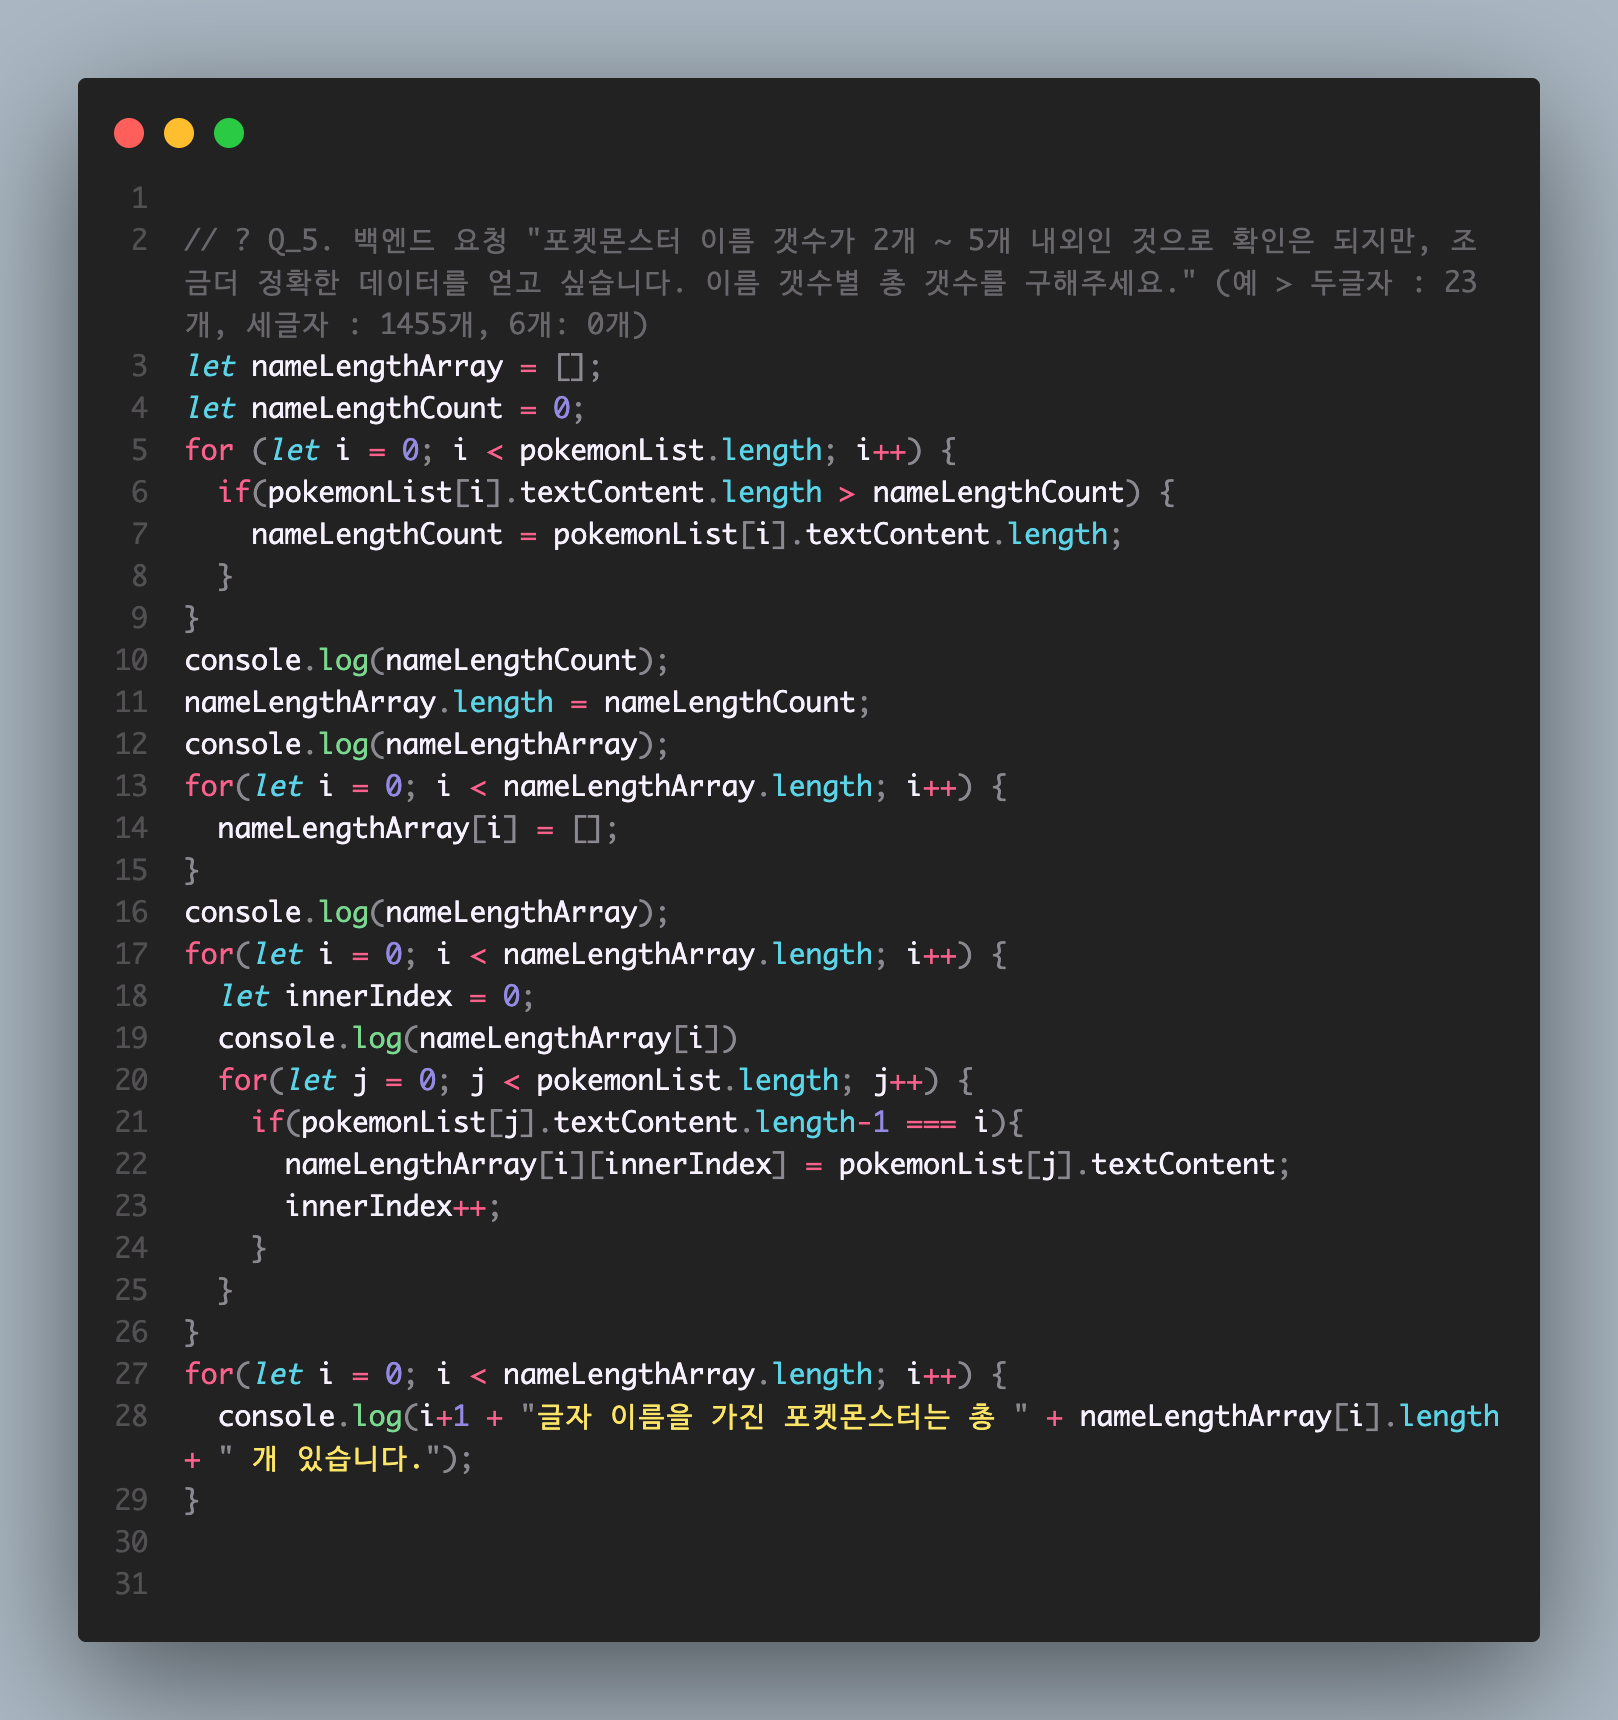 1
2 // ? Q_5. 백엔드 요청 "포켓몬스터 이름 갯수가 2개 ~ 5개 내외인 것으로 확인은 되지만, 조
금더 정확한 데이터를 얻고 싶습니다. 이름 갯수별 총 갯수를 구해주세요." (예 > 두글자 : 23
개, 세글자 : 1455개, 6개: 0개)
3 let nameLengthArray = [];
4 let nameLengthCount = 0;
5 for (let i = 0; i < pokemonList.length; i++) {
6   if(pokemonList[i].textContent.length > nameLengthCount) {
7     nameLengthCount = pokemonList[i].textContent.length;
8   }
9 }
10 console.log(nameLengthCount);
11 nameLengthArray.length = nameLengthCount;
12 console.log(nameLengthArray);
13 for(let i = 0; i < nameLengthArray.length; i++) {
14   nameLengthArray[i] = [];
15 }
16 console.log(nameLengthArray);
17 for(let i = 0; i < nameLengthArray.length; i++) {
18   let innerIndex = 0;
19   console.log(nameLengthArray[i])
20   for(let j = 0; j < pokemonList.length; j++) {
21     if(pokemonList[j].textContent.length-1 === i){
22       nameLengthArray[i][innerIndex] = pokemonList[j].textContent;
23       innerIndex++;
24     }
25   }
26 }
27 for(let i = 0; i < nameLengthArray.length; i++) {
28   console.log(i+1 + "글자 이름을 가진 포켓몬스터는 총 " + nameLengthArray[i].length
+ " 개 있습니다.");
29 }
30
31